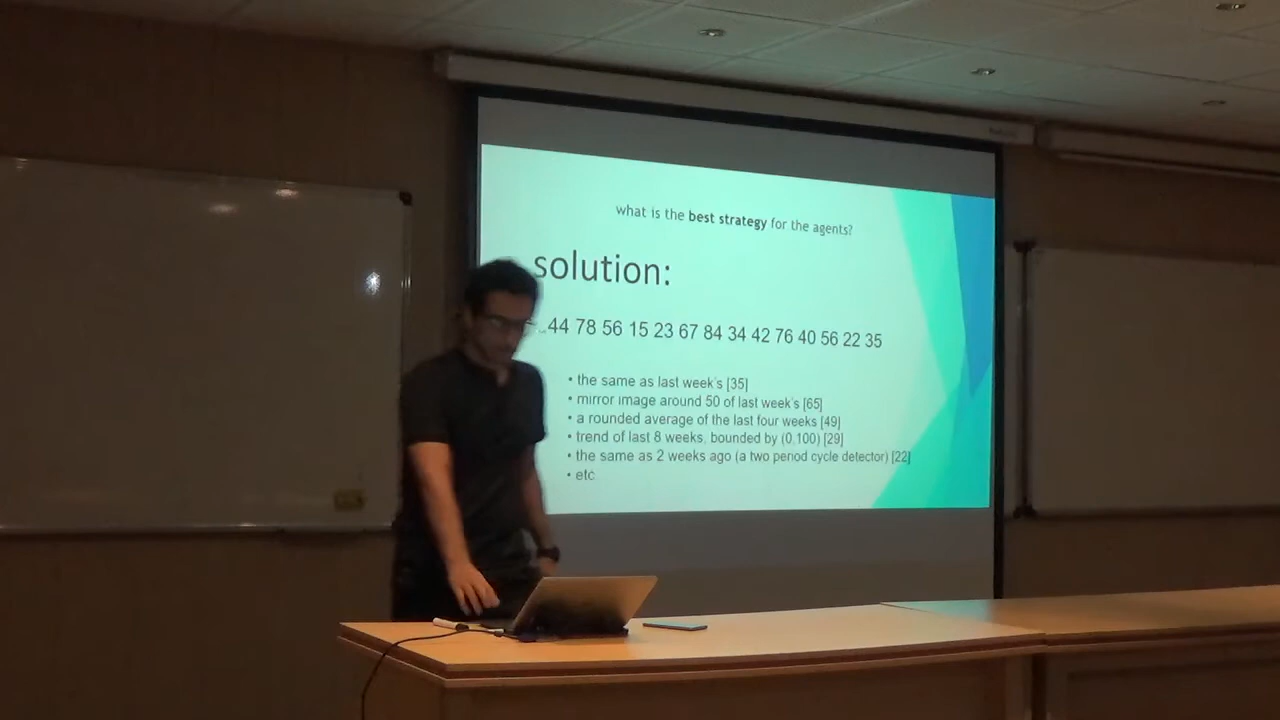 what is the best strategy for the agents?
solution:
44 78 56 15 23 67 84 34 42 76 40 56 22 35
• the same as last week's [35]
• mirror image around 50 of last week's [65]
• a rounded average of the last four weeks [49]
• trend of last 8 weeks, bounded by (0,100) [29]
• the same as 2 weeks ago (a two period cycle detector) [22]
• etc